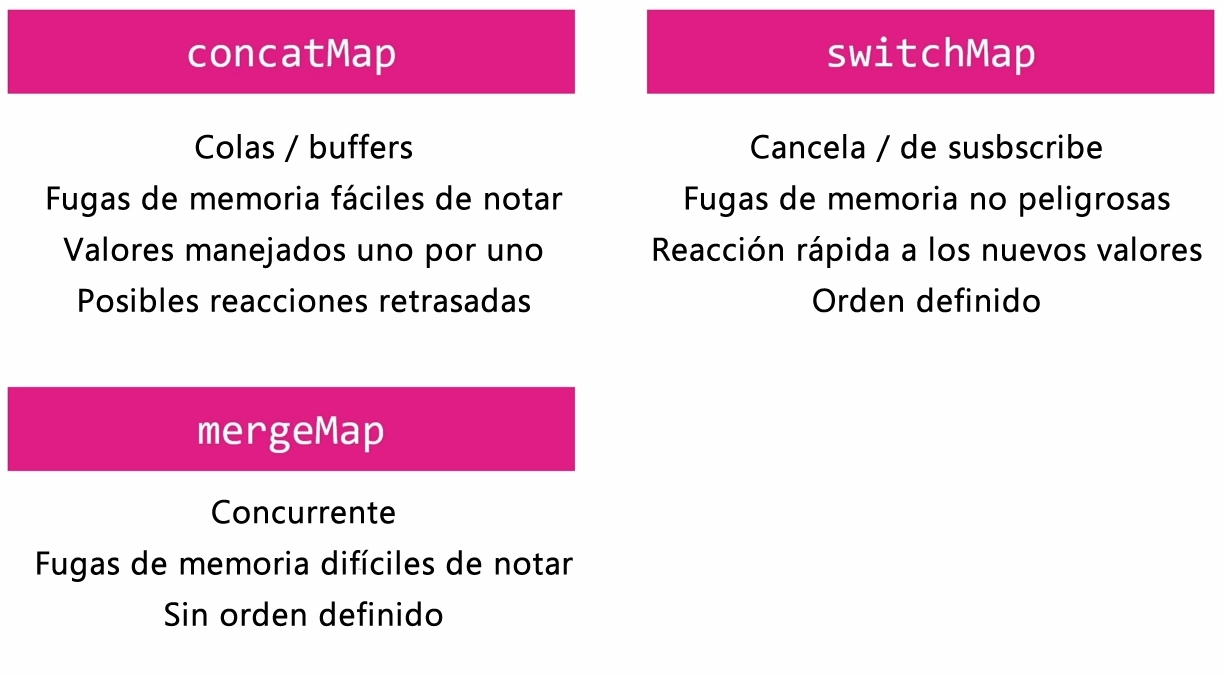 concatMap
Colas / buffers
Fugas de memoria fáciles de notar
Valores manejados uno por uno
Posibles reacciones retrasadas
switchMap
Cancela / de susbscribe
Fugas de memoria no peligrosas
Reacción rápida a los nuevos valores
Orden definido
mergeMap
Concurrente
Fugas de memoria difíciles de notar
Sin orden definido